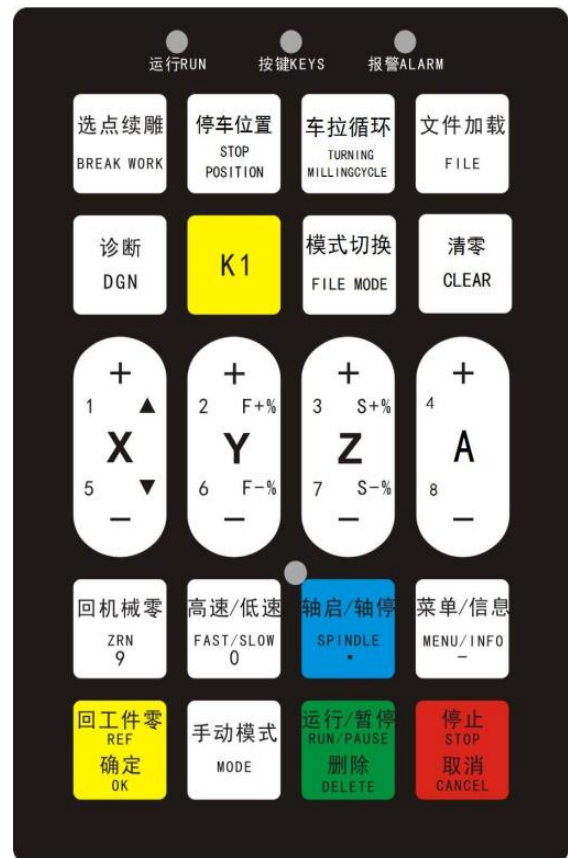 运行RUN 按键KEYS 报警ALARM
选点续雕
BREAK WORK
停车位置
STOP
POSITION
车拉循环
TURNING
MILLINGCYCLE
文件加载
FILE
诊断
DGN
K1
模式切换
FILE MODE
清零
CLEAR
+
1 ▲
X
5 ▼
−
+
2 F+%
Y
6 F-%
−
+
3 S+%
Z
7 S-%
−
+
4
A
8
−
回机械零
ZRN
9
高速/低速
FAST/SLOW
0
轴启/轴停
SPINDLE
.
菜单/信息
MENU/INFO
-
回工件零
REF
确定
OK
手动模式
MODE
运行/暂停
RUN/PAUSE
删除
DELETE
停止
STOP
取消
CANCEL